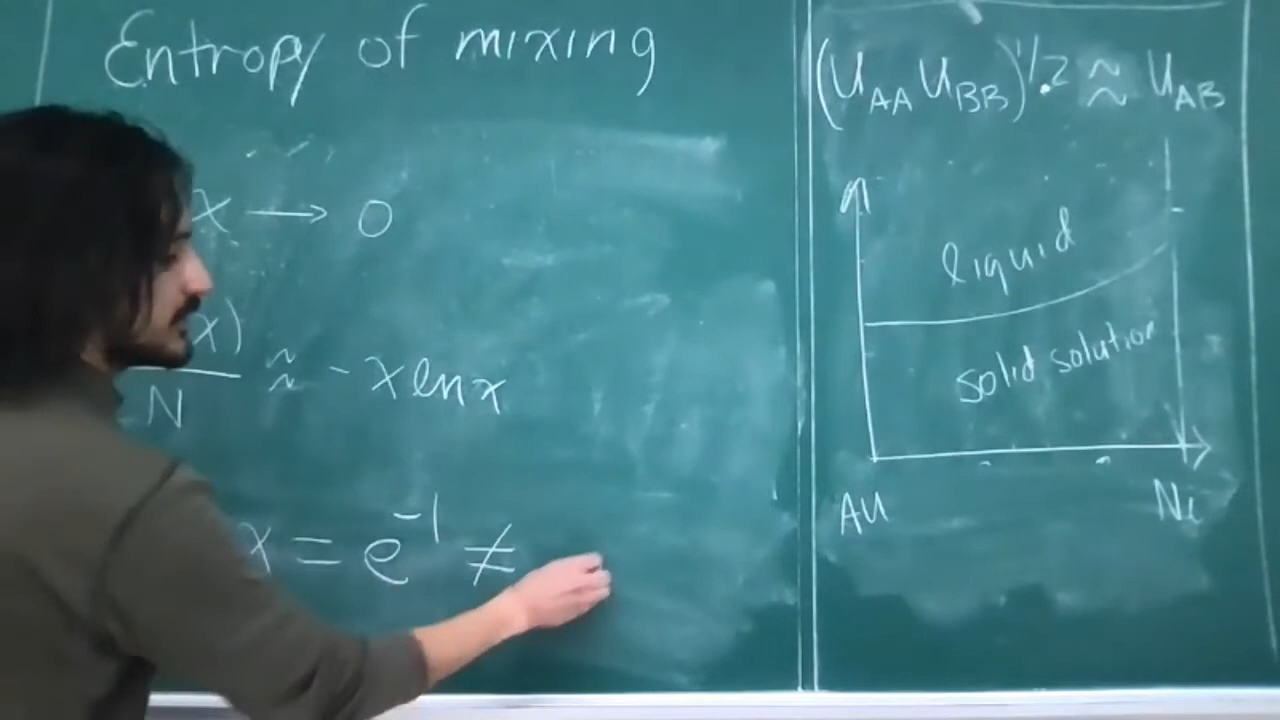 Entropy of mixing
x → 0
x)
N ≈ - x ln x
x = e⁻¹ ≠
(U_AA U_BB)^1/2 ≈ U_AB
liquid
solid solution
Au Ni